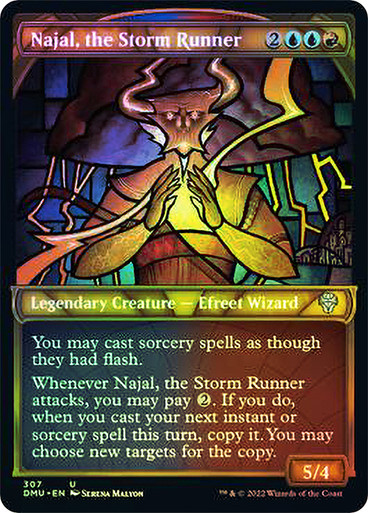 Najal, the Storm Runner 2
Legendary Creature — Efreet Wizard
You may cast sorcery spells as though
they had flash.
Whenever Najal, the Storm Runner
attacks, you may pay 2. If you do,
when you cast your next instant or
sorcery spell this turn, copy it. You may
choose new targets for the copy.
5/4
307 U
DMU • EN Serena Malyon
™ & © 2022 Wizards of the Coast